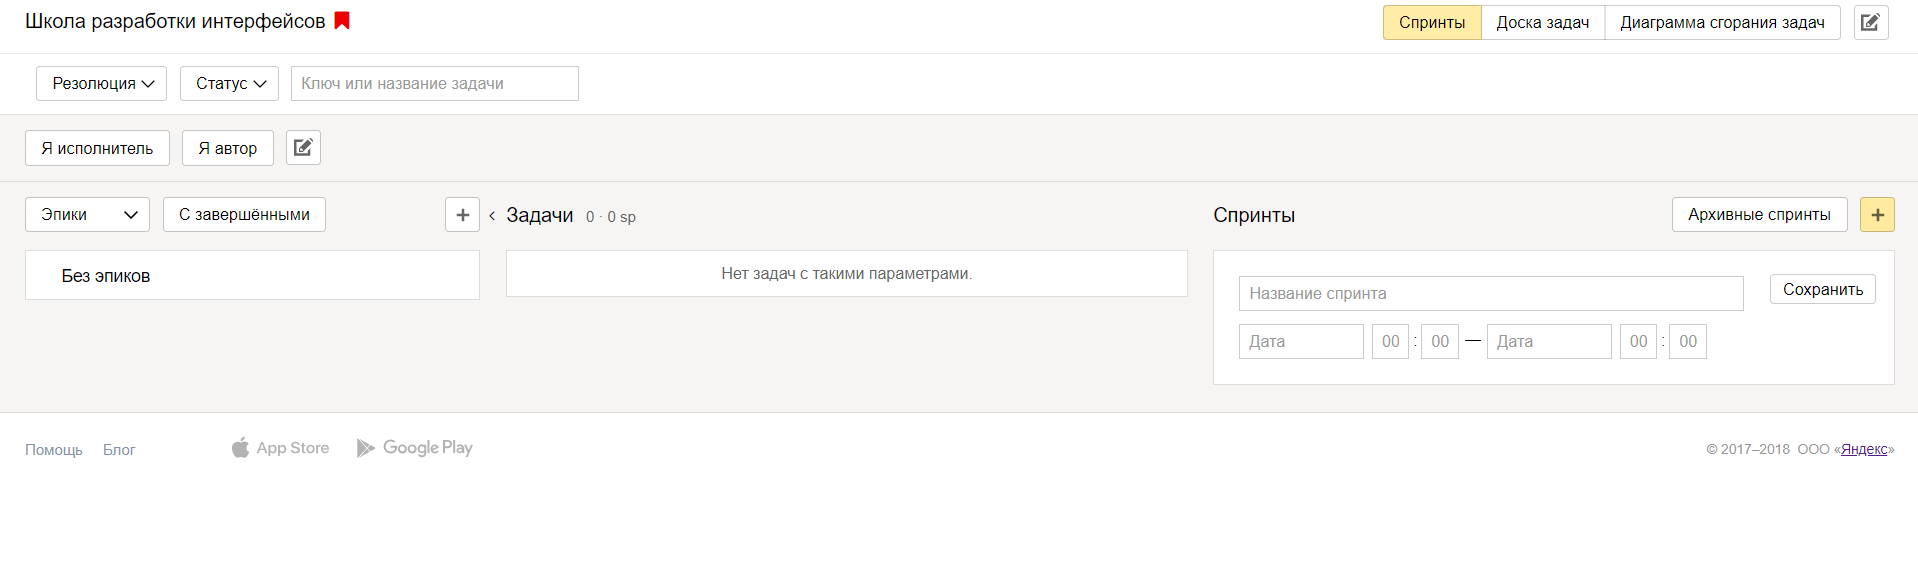 Школа разработки интерфейсов
Спринты Доска задач Диаграмма сгорания задач
Резолюция Статус Ключ или название задачи
Я исполнитель Я автор
Эпики С завершёнными + < Задачи 0 · 0 sp
Спринты Архивные спринты +
Без эпиков
Нет задач с такими параметрами.
Название спринта Сохранить
Дата 00 : 00 — Дата 00 : 00
Помощь Блог App Store Google Play © 2017–2018 ООО «Яндекс»